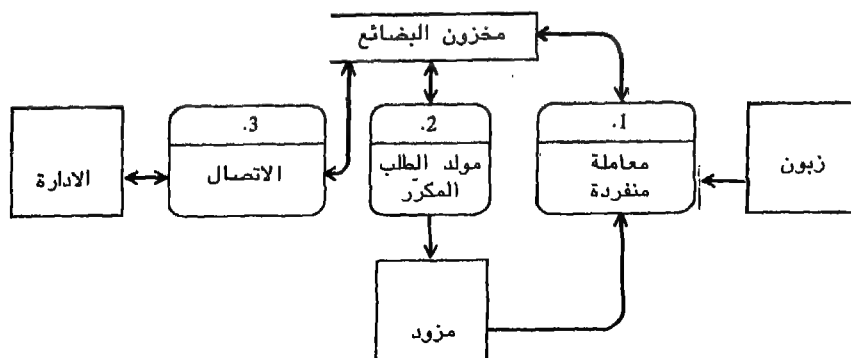 مخزون البضائع
.1
معاملة
منفردة
زبون
.2
مولد الطلب
المكرّر
.3
الاتصال
الادارة
مزود